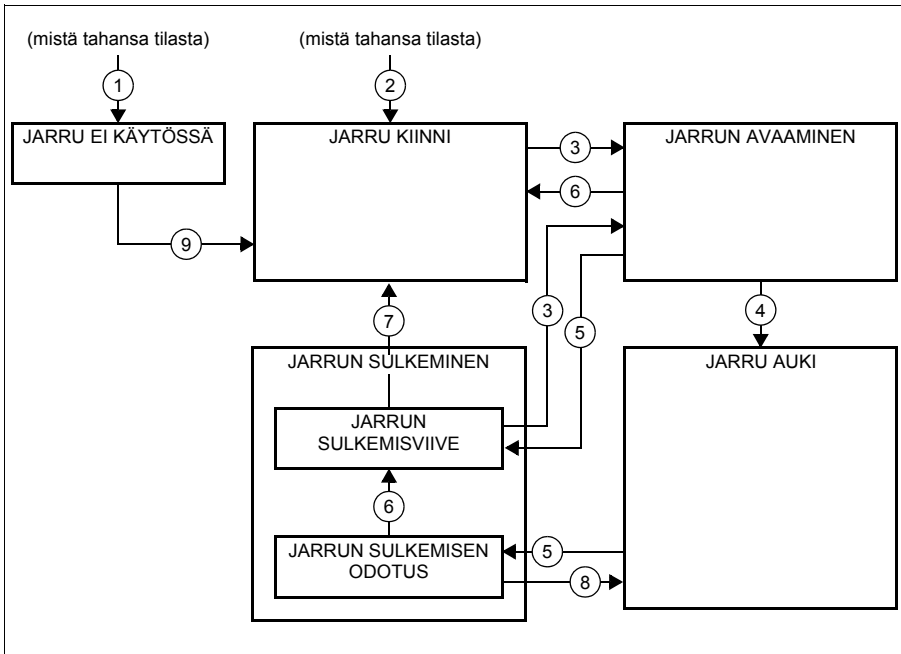 (mistä tahansa tilasta)
(mistä tahansa tilasta)
1
2
JARRU EI KÄYTÖSSÄ
JARRU KIINNI
JARRUN AVAAMINEN
3
6
9
3
5
4
7
JARRUN SULKEMINEN
JARRU AUKI
JARRUN
SULKEMISVIIVE
6
JARRUN SULKEMISEN
ODOTUS
5
8